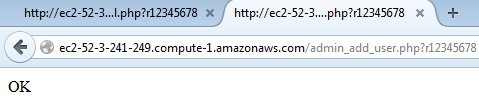 http://ec2-52-3...l.php?r12345678 × http://ec2-52-3....php?r12345678 ×
ec2-52-3-241-249.compute-1.amazonaws.com/admin_add_user.php?r12345678
OK